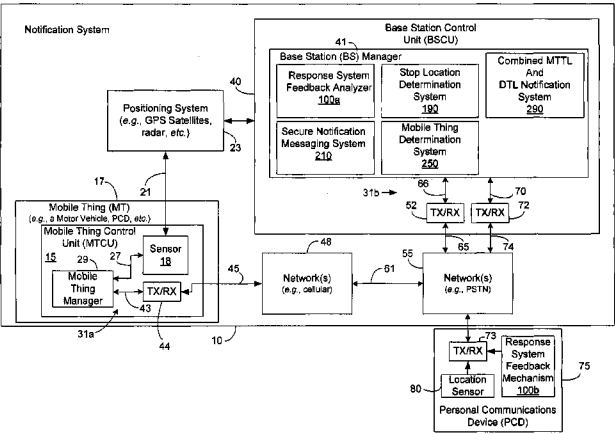 Notification System
Base Station Control
Unit (BSCU)
41
Base Station (BS) Manager
40
Response System
Feedback Analyzer
100a
Stop Location
Determination
System
190
Combined MTTL
And
DTL Notification
System
290
Secure Notification
Messaging System
210
Mobile Thing
Determination
System
250
Positioning System
(e.g., GPS Satellites,
radar, etc.)
23
21
17
31b
66
70
52
TX/RX
TX/RX
72
65
74
Mobile Thing (MT)
(e.g., a Motor Vehicle, PCD, etc.)
Mobile Thing Control
Unit (MTCU)
15
29
27
Sensor
18
Mobile
Thing
Manager
TX/RX
43
31a
44
45
48
Network(s)
(e.g., cellular)
61
55
Network(s)
(e.g., PSTN)
10
73
TX/RX
Response
System
Feedback
Mechanism
100b
75
80
Location
Sensor
Personal Communications
Device (PCD)